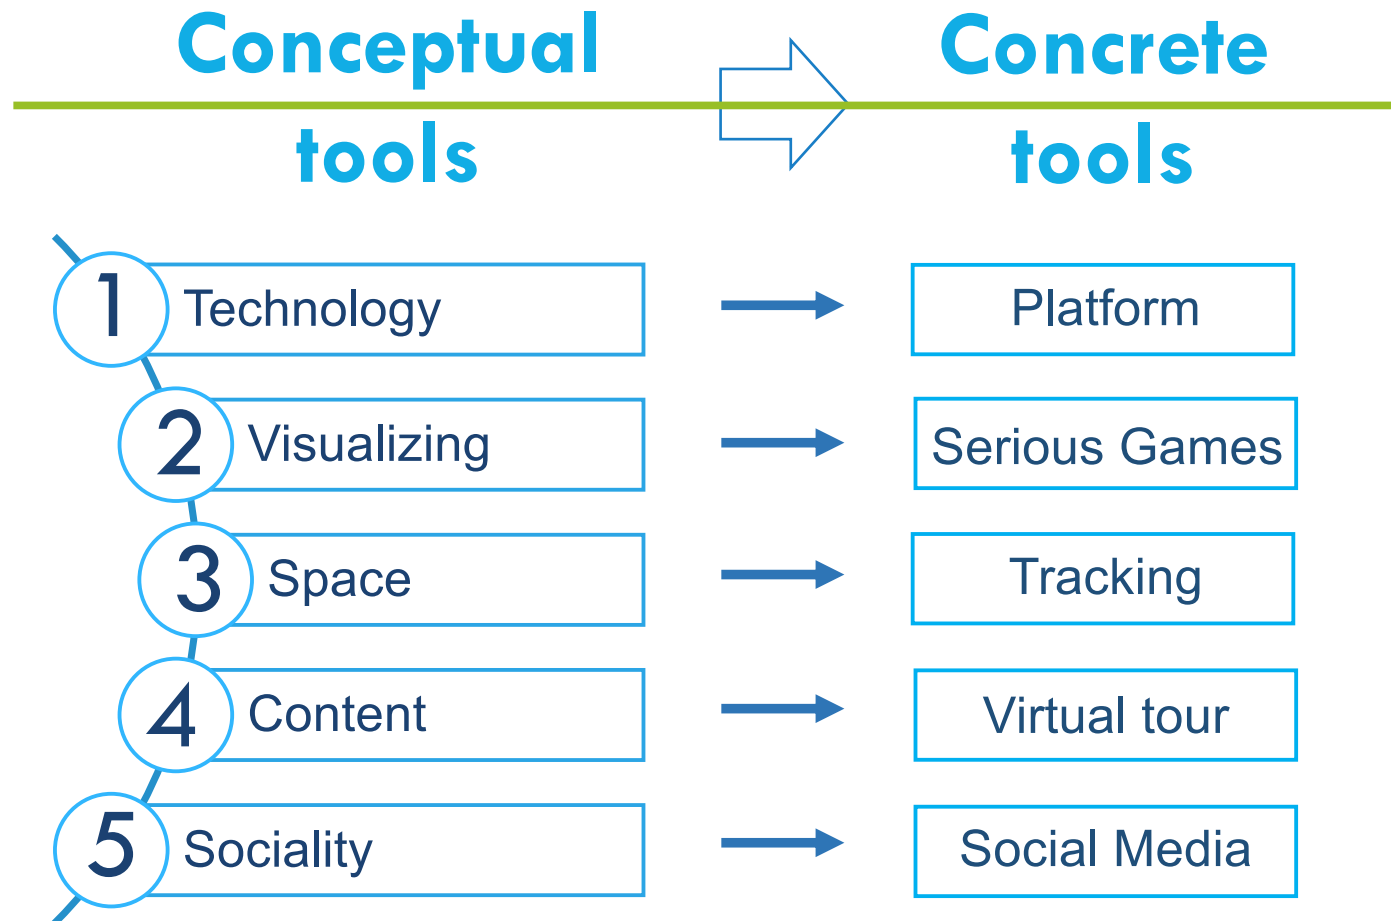 Conceptual
tools
Concrete
tools
1 Technology
Platform
2 Visualizing
Serious Games
3 Space
Tracking
4 Content
Virtual tour
5 Sociality
Social Media